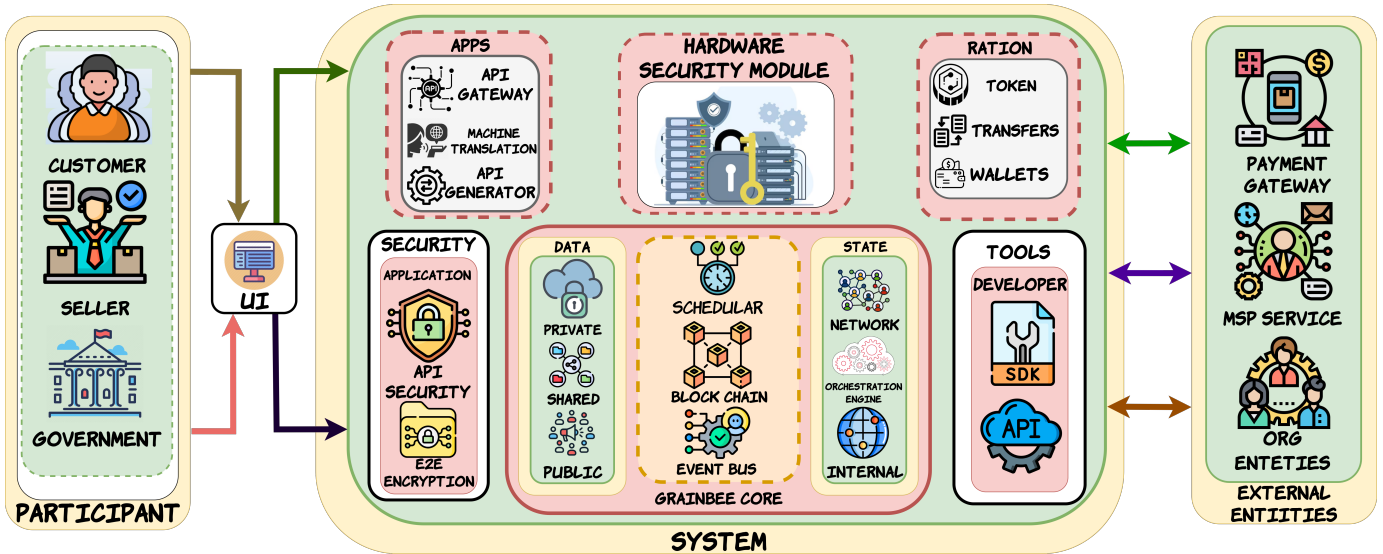 CUSTOMER
SELLER
GOVERNMENT
PARTICIPANT
UI
APPS
API
API
GATEWAY
MACHINE
TRANSLATION
API
GENERATOR
HARDWARE
SECURITY MODULE
RATION
TOKEN
TRANSFERS
WALLETS
SECURITY
APPLICATION
API
SECURITY
E2E
ENCRYPTION
DATA
PRIVATE
SHARED
PUBLIC
SCHEDULAR
BLOCK CHAIN
EVENT BUS
STATE
NETWORK
ORCHESTRATION
ENGINE
INTERNAL
GRAINBEE CORE
TOOLS
DEVELOPER
SDK
API
SYSTEM
PAYMENT
GATEWAY
MSP SERVICE
ORG
ENTETIES
EXTERNAL
ENTIITIES